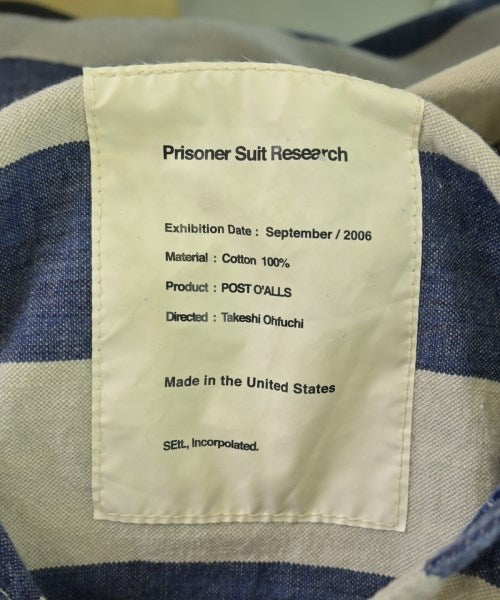 Prisoner Suit Research
Exhibition Date : September / 2006
Material : Cotton 100%
Product : POST O'ALLS
Directed : Takeshi Ohfuchi
Made in the United States
SEtt., Incorpolated.